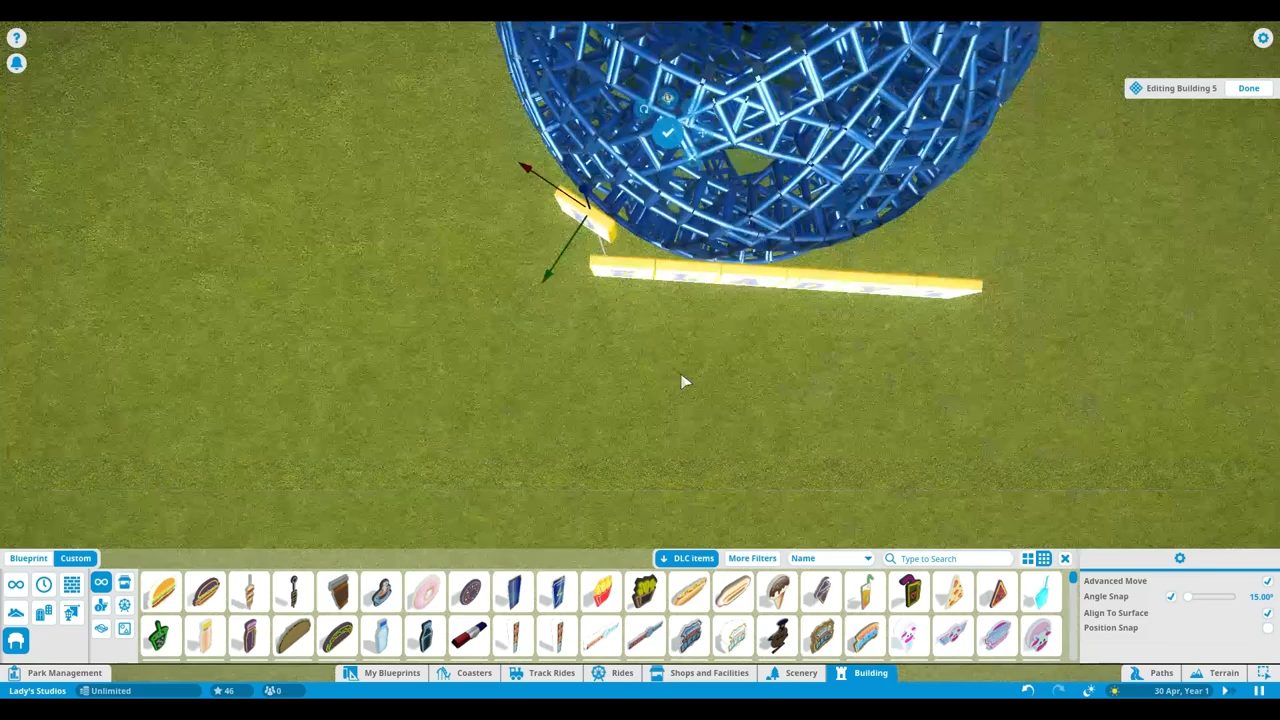 ?
Editing Building 5 Done
L A D Y
Blueprint Custom
DLC items More Filters Name Type to Search
Advanced Move
Angle Snap 15.00°
Align To Surface
Position Snap
Park Management My Blueprints Coasters Track Rides Rides Shops and Facilities Scenery Building Paths Terrain
Lady's Studios Unlimited 46 0 30 Apr, Year 1